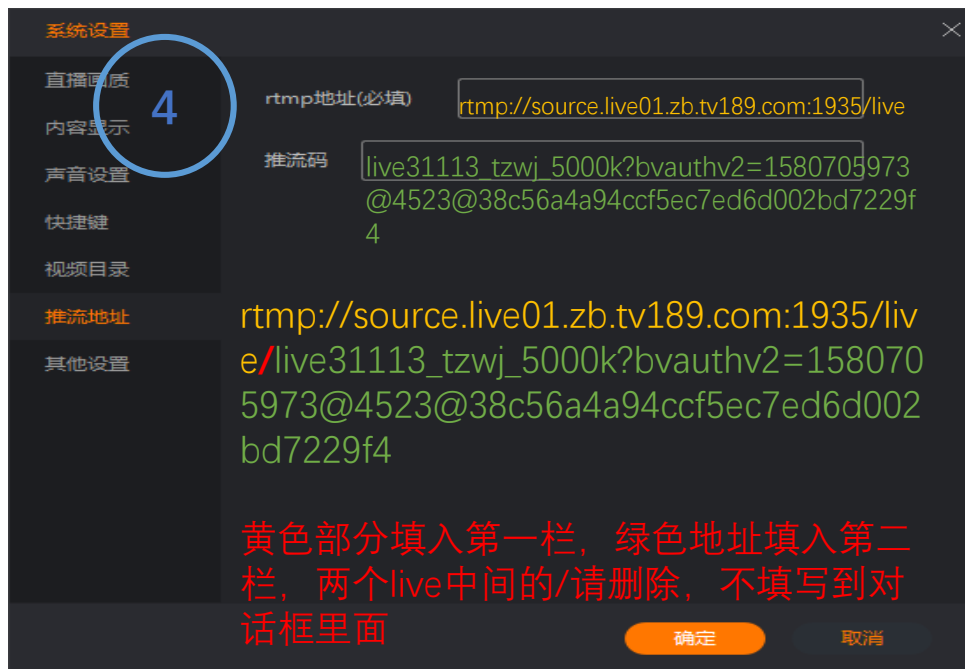 系统设置
直播画质
内容显示
声音设置
快捷键
视频目录
推流地址
其他设置
4
rtmp地址(必填)
rtmp://source.live01.zb.tv189.com:1935/live
推流码
live31113_tzwj_5000k?bvauthv2=1580705973
@4523@38c56a4a94ccf5ec7ed6d002bd7229f
4
rtmp://source.live01.zb.tv189.com:1935/liv
e/live31113_tzwj_5000k?bvauthv2=158070
5973@4523@38c56a4a94ccf5ec7ed6d002
bd7229f4
黄色部分填入第一栏，绿色地址填入第二
栏，两个live中间的/请删除，不填写到对
话框里面
确定
取消